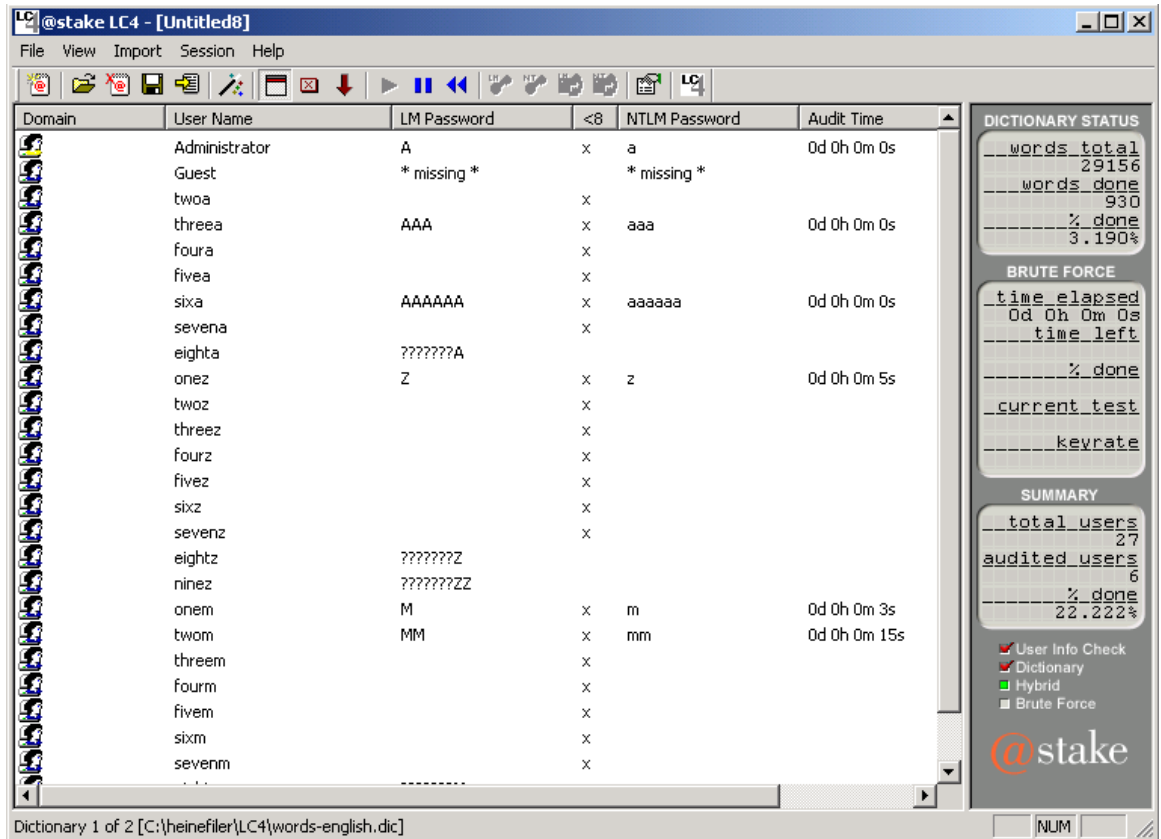 @stake LC4 - [Untitled8]
File View Import Session Help
Domain User Name LM Password <8 NTLM Password Audit Time
Administrator A x a 0d 0h 0m 0s
Guest * missing * * missing *
twoa x
threea AAA x aaa 0d 0h 0m 0s
foura x
fivea x
sixa AAAAAA x aaaaaa 0d 0h 0m 0s
sevena x
eighta ???????A
onez Z x z 0d 0h 0m 5s
twoz x
threez x
fourz x
fivez x
sixz x
sevenz x
eightz ???????Z
ninez ???????ZZ
onem M x m 0d 0h 0m 3s
twom MM x mm 0d 0h 0m 15s
threem x
fourm x
fivem x
sixm x
sevenm x
DICTIONARY STATUS
words total
29156
words done
930
% done
3.190%
BRUTE FORCE
time elapsed
0d 0h 0m 0s
time left
% done
current test
keyrate
SUMMARY
total users
27
audited users
6
% done
22.222%
User Info Check
Dictionary
Hybrid
Brute Force
@stake
Dictionary 1 of 2 [C:\heinefiler\LC4\words-english.dic]
NUM